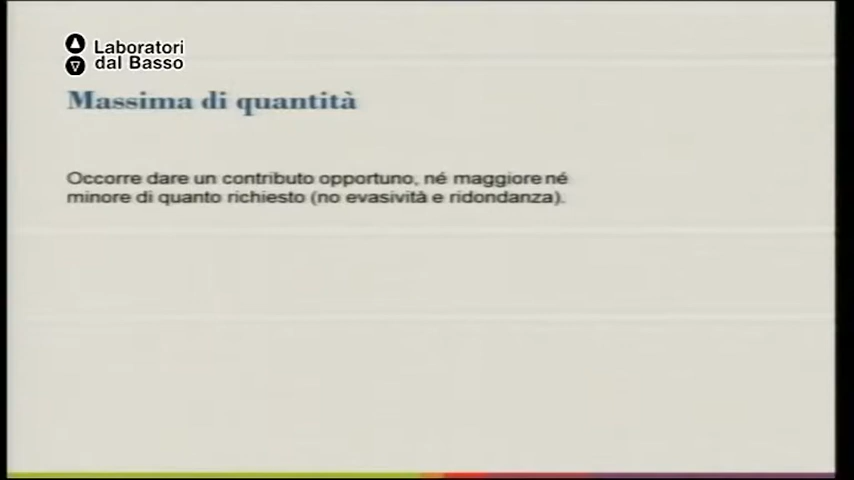 Laboratori
dal Basso
Massima di quantità
Occorre dare un contributo opportuno, né maggiore né
minore di quanto richiesto (no evasività e ridondanza).